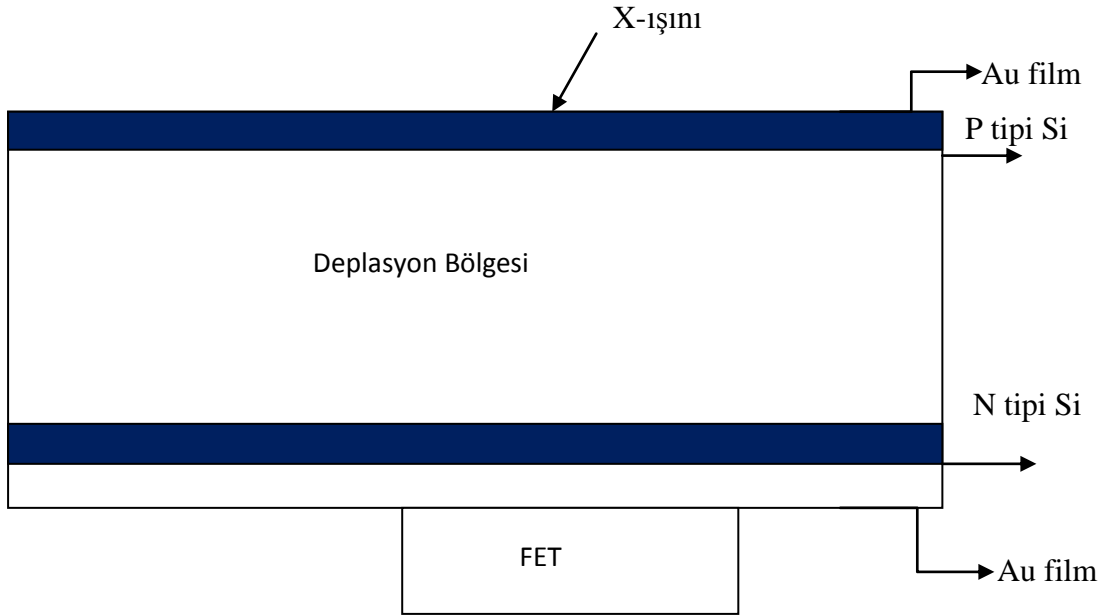 X-ışını
Au film
P tipi Si
Deplasyon Bölgesi
N tipi Si
FET
Au film